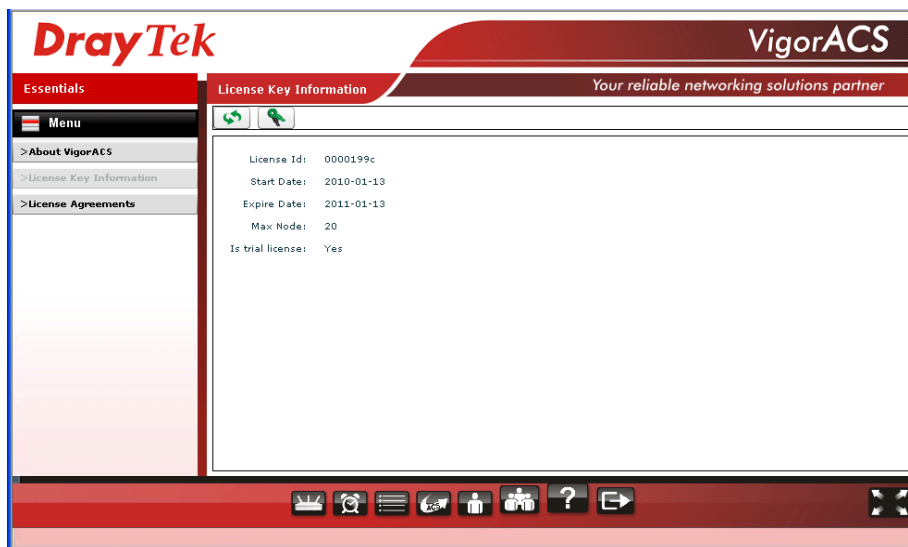 DrayTek
VigorACS
Essentials
License Key Information
Your reliable networking solutions partner
Menu
>About VigorACS
>License Key Information
>License Agreements
License Id: 0000199c
Start Date: 2010-01-13
Expire Date: 2011-01-13
Max Node: 20
Is trial license: Yes
ACS
?